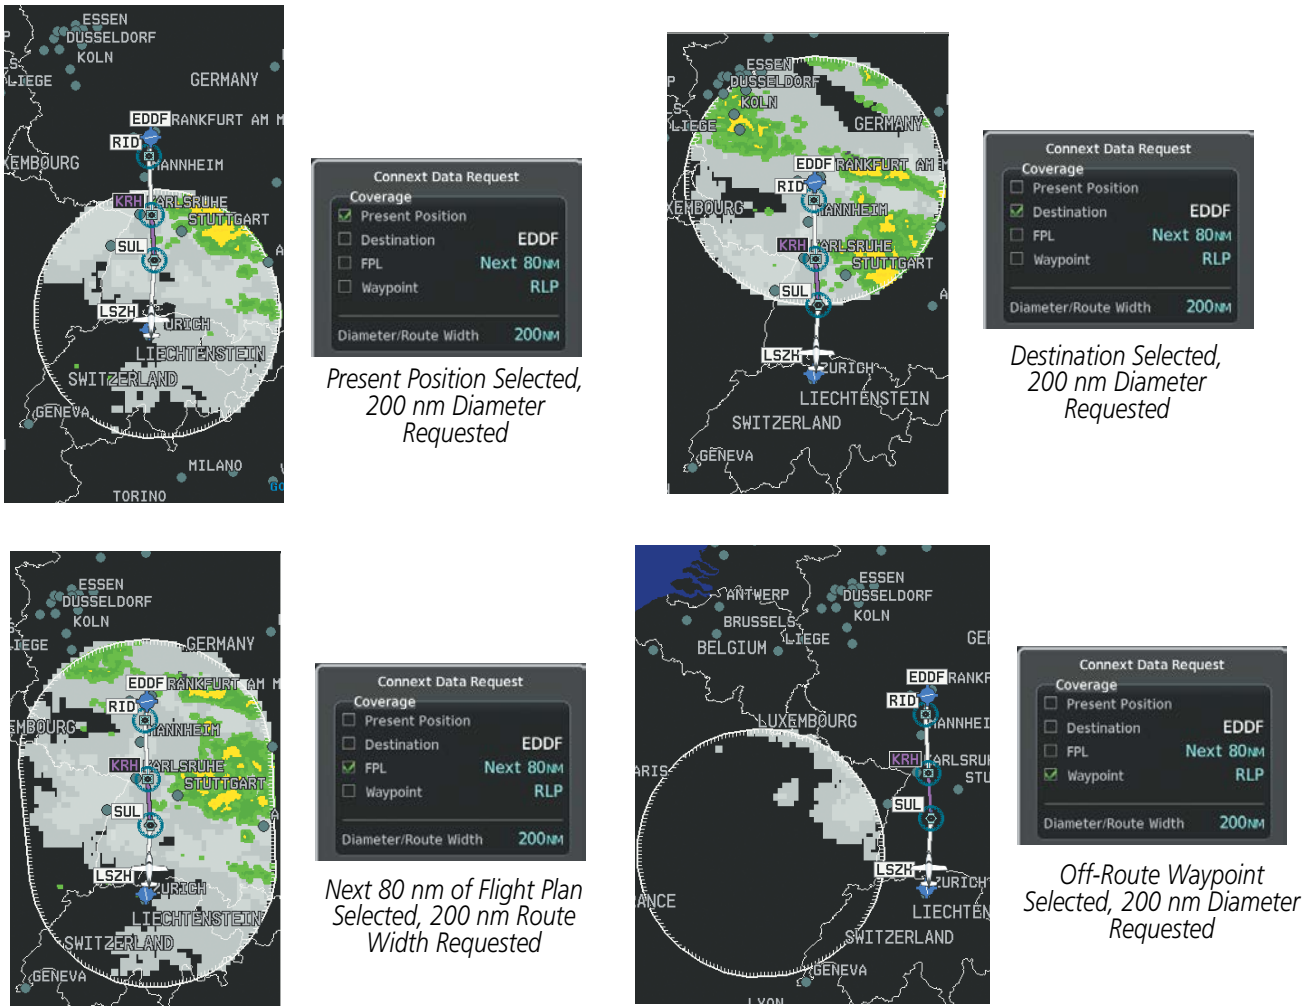 ESSEN
DUSSELDORF
KOLN
LIEGE
GERMANY
EDDF RANKFURT AM M
RID
XEMBOURG
MANNHEIM
KRH ARLSRUHE
STUTTGART
SUL
LSZH
URICH
LIECHTENSTEIN
SWITZERLAND
GENEVA
MILANO
TORINO
Connext Data Request
Coverage
Present Position
Destination EDDF
FPL Next 80NM
Waypoint RLP
Diameter/Route Width 200NM
Present Position Selected,
200 nm Diameter
Requested
ESSEN
DUSSELDORF
KOLN
LIEGE
GERMANY
EDDF RANKFURT AM M
RID
XEMBOURG
MANNHEIM
KRH ARLSRUHE
STUTTGART
SUL
LSZH
ZURICH
LIECHTENSTEIN
SWITZERLAND
GENEVA
Connext Data Request
Coverage
Present Position
Destination EDDF
FPL Next 80NM
Waypoint RLP
Diameter/Route Width 200NM
Destination Selected,
200 nm Diameter
Requested
ESSEN
DUSSELDORF
KOLN
IEGE
GERMANY
EDDF RANKFURT AM M
RID
EMBOURG
MANNHEIM
KRH ARLSRUHE
STUTTGART
SUL
LSZH
ZURICH
LIECHTENSTEIN
SWITZERLAND
GENEVA
Connext Data Request
Coverage
Present Position
Destination EDDF
FPL Next 80NM
Waypoint RLP
Diameter/Route Width 200NM
Next 80 nm of Flight Plan
Selected, 200 nm Route
Width Requested
ESSEN
ANTWERP
DUSSELDORF
BRUSSELS
KOLN
BELGIUM
LIEGE
GE
EDDF RANKF
RID
LUXEMBOURG
ANNHEI
KRH ARLSRUH
ARIS
STU
SUL
LSZH
ZURICH
ANCE
LIECHTEN
SWITZERLAND
GENEVA
LYON
Connext Data Request
Coverage
Present Position
Destination EDDF
FPL Next 80NM
Waypoint RLP
Diameter/Route Width 200NM
Off-Route Waypoint
Selected, 200 nm Diameter
Requested